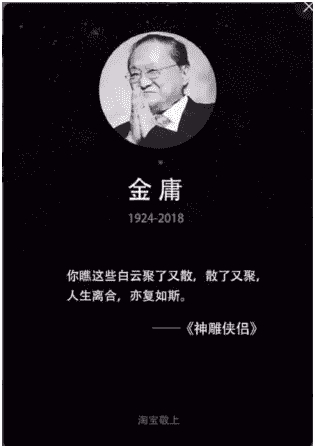 金庸
1924-2018
你瞧这些白云聚了又散，散了又聚，
人生离合，亦复如斯。
——《神雕侠侣》
淘宝敬上